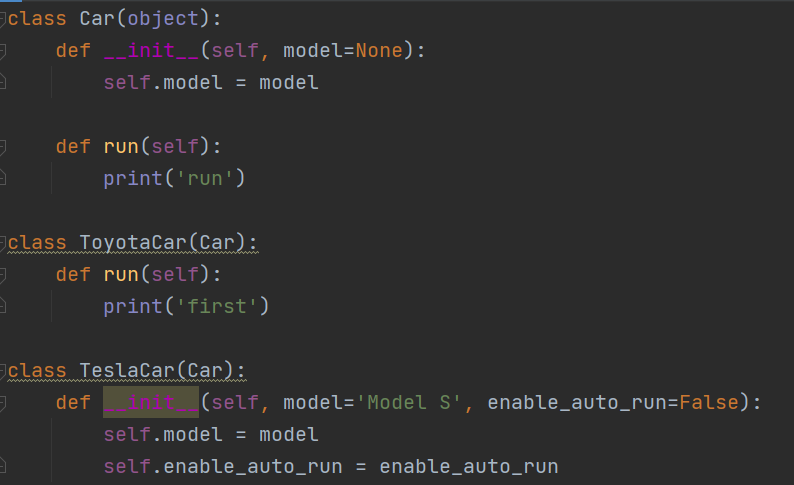 class Car(object):
    def __init__(self, model=None):
        self.model = model
    def run(self):
        print('run')
class ToyotaCar(Car):
    def run(self):
        print('first')
class TeslaCar(Car):
    def __init__(self, model='Model S', enable_auto_run=False):
        self.model = model
        self.enable_auto_run = enable_auto_run